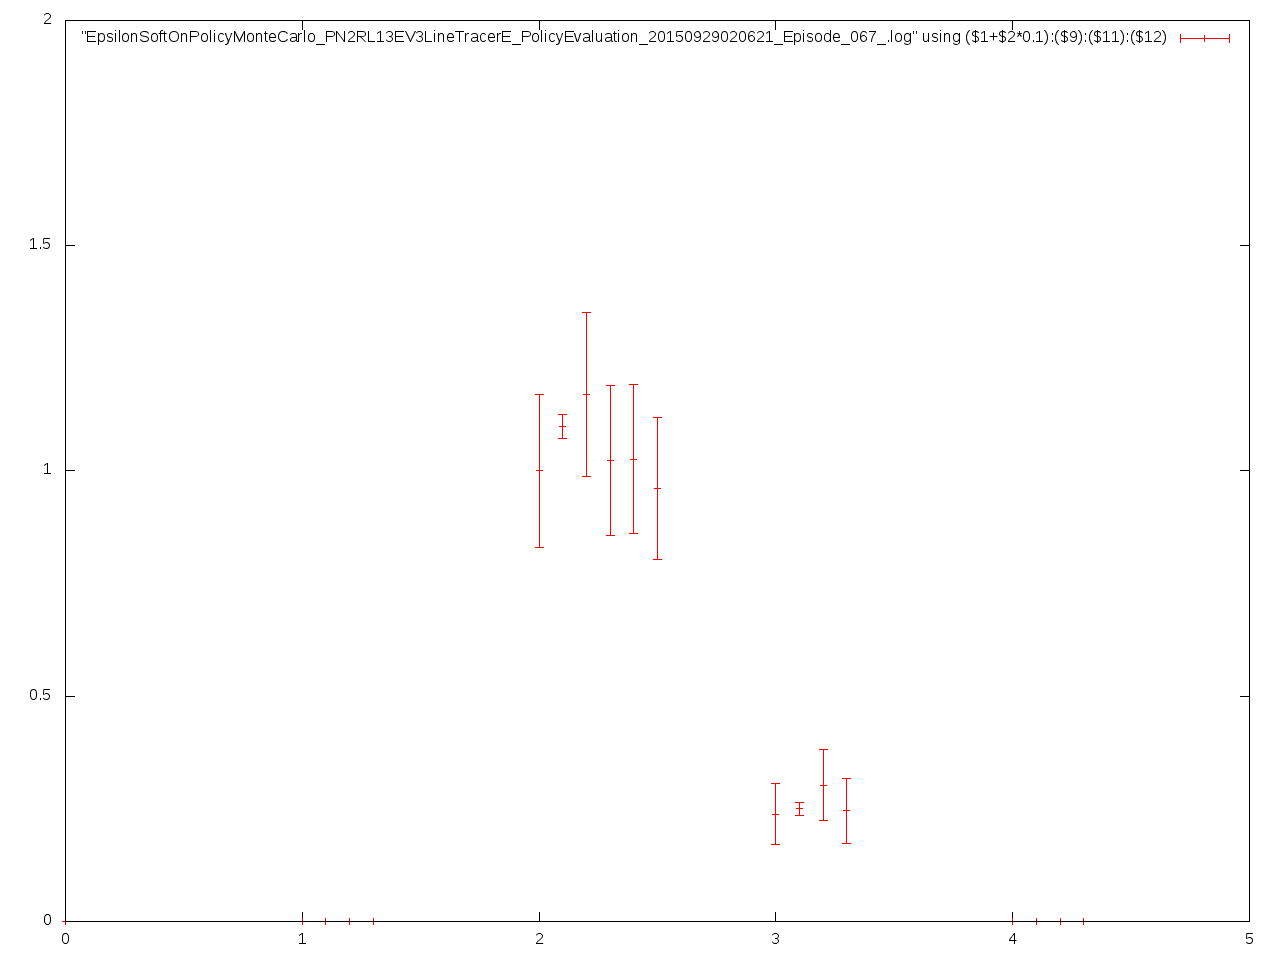 2
"EpsilonSoftOnPolicyMonteCarlo_PN2RL13EV3LineTracerE_PolicyEvaluation_20150929020621_Episode_067_.log" using ($1+$2*0.1):($9):($11):($12)
1.5
1
0.5
0
0 1 2 3 4 5